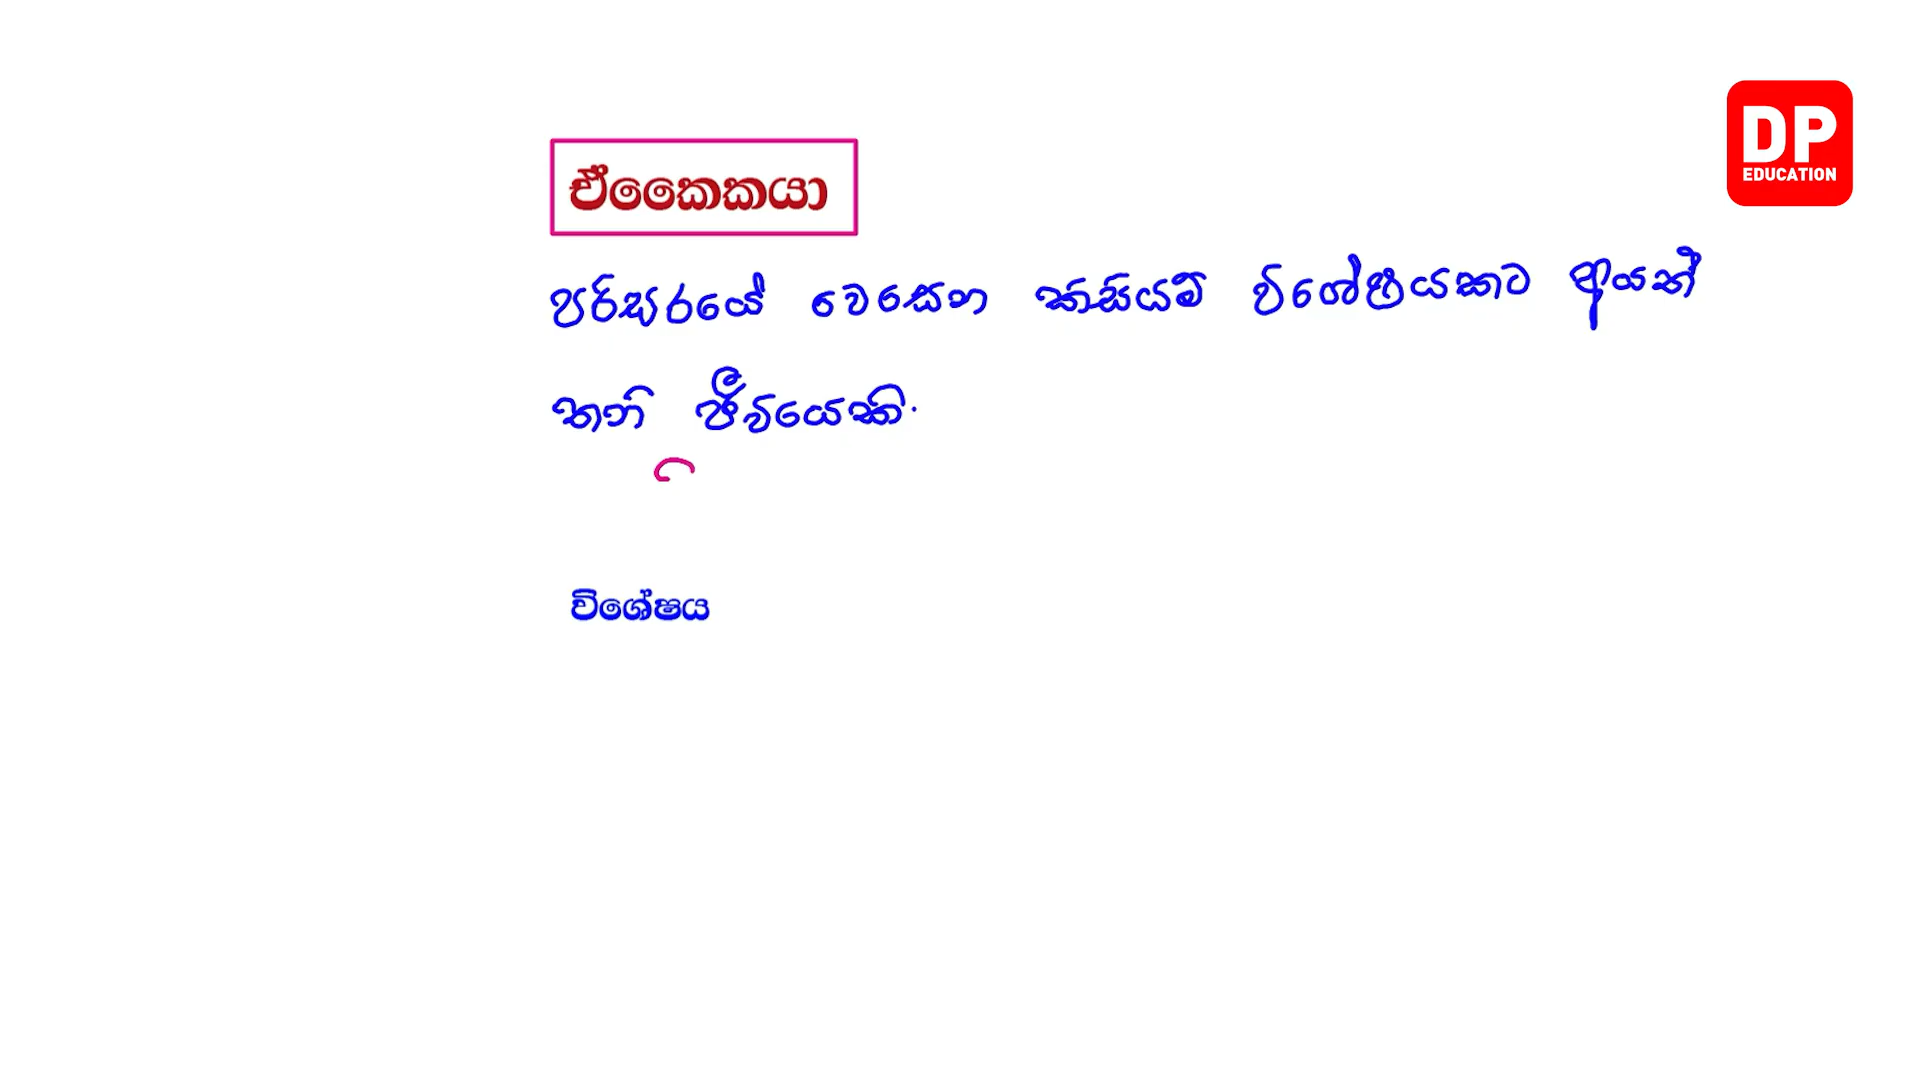 DP
EDUCATION
ඒකෛකයා
පරිසරයේ වෙසෙන කිසියම් විශේෂයකට අයත්
තනි ජීවියෙකි.
විශේෂය